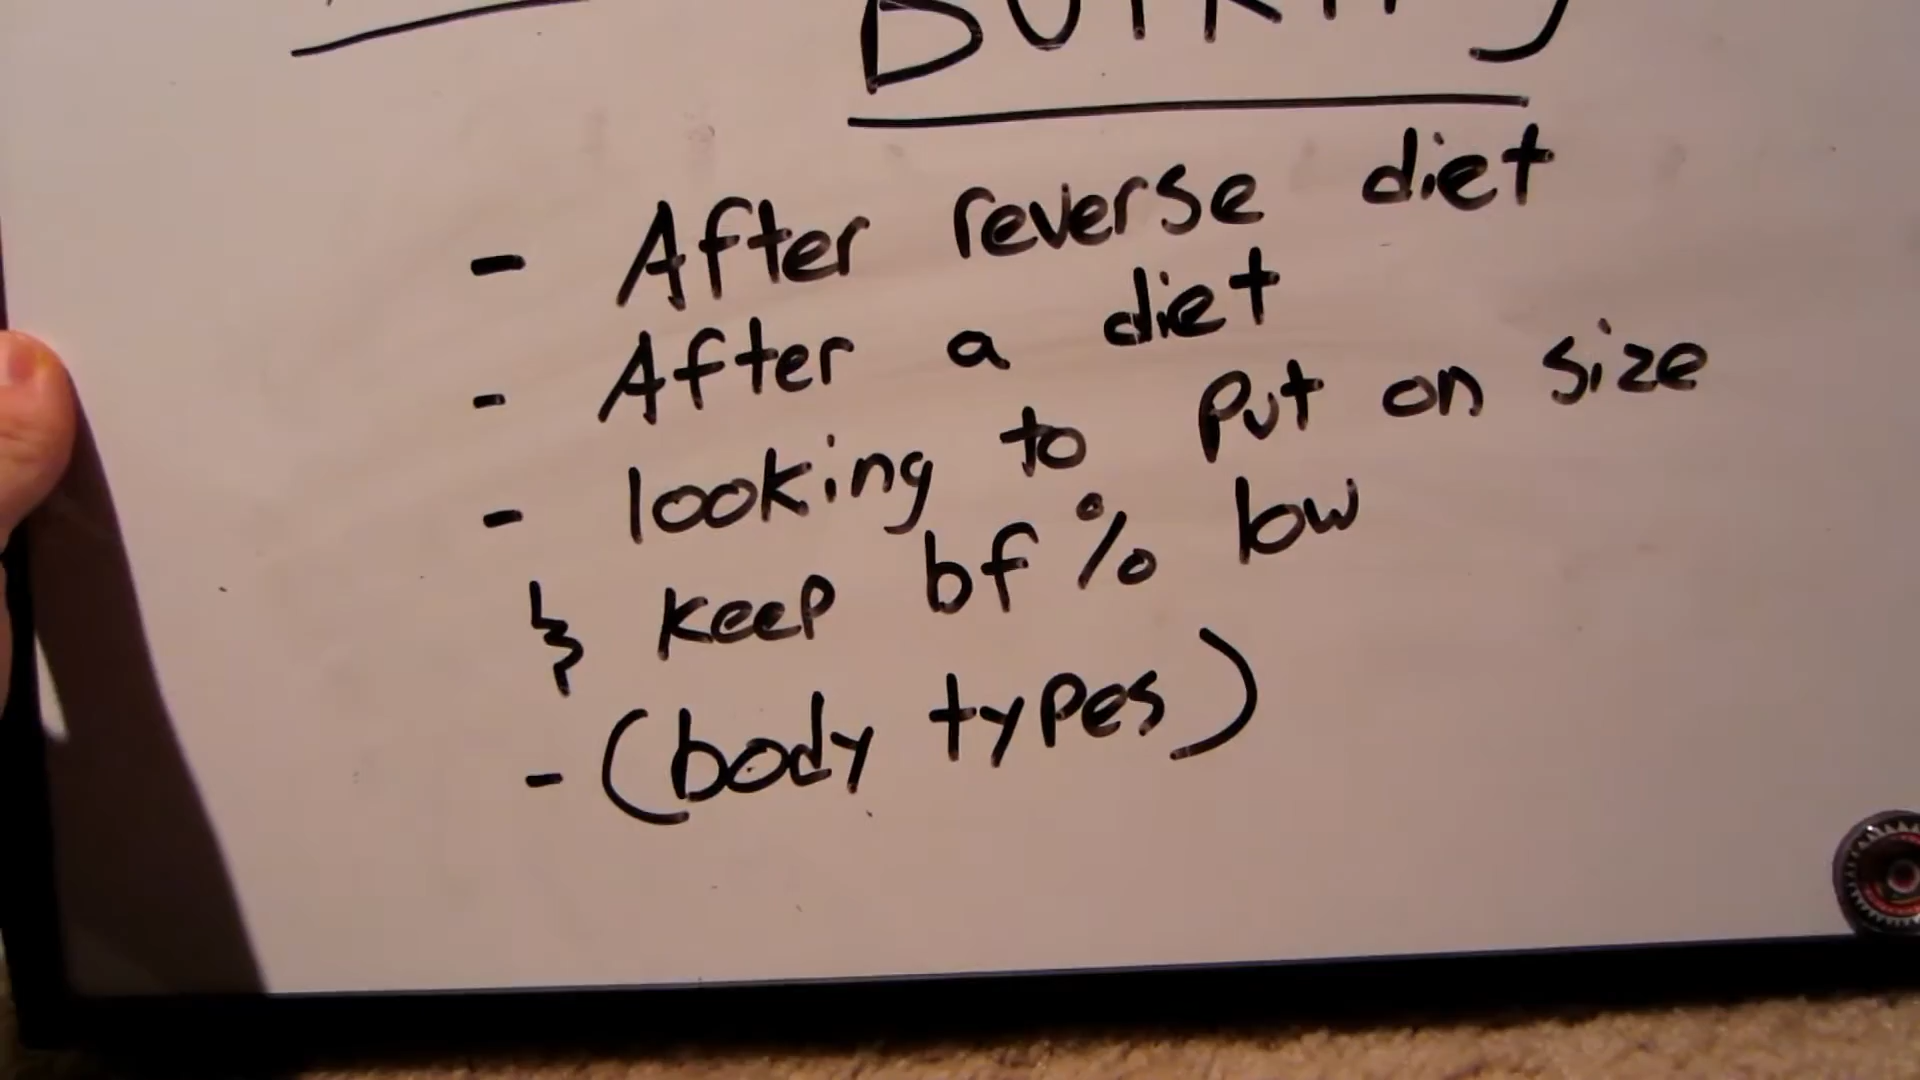 - After reverse diet
- After a diet
- looking to put on size
& keep bf% low
- (body types)